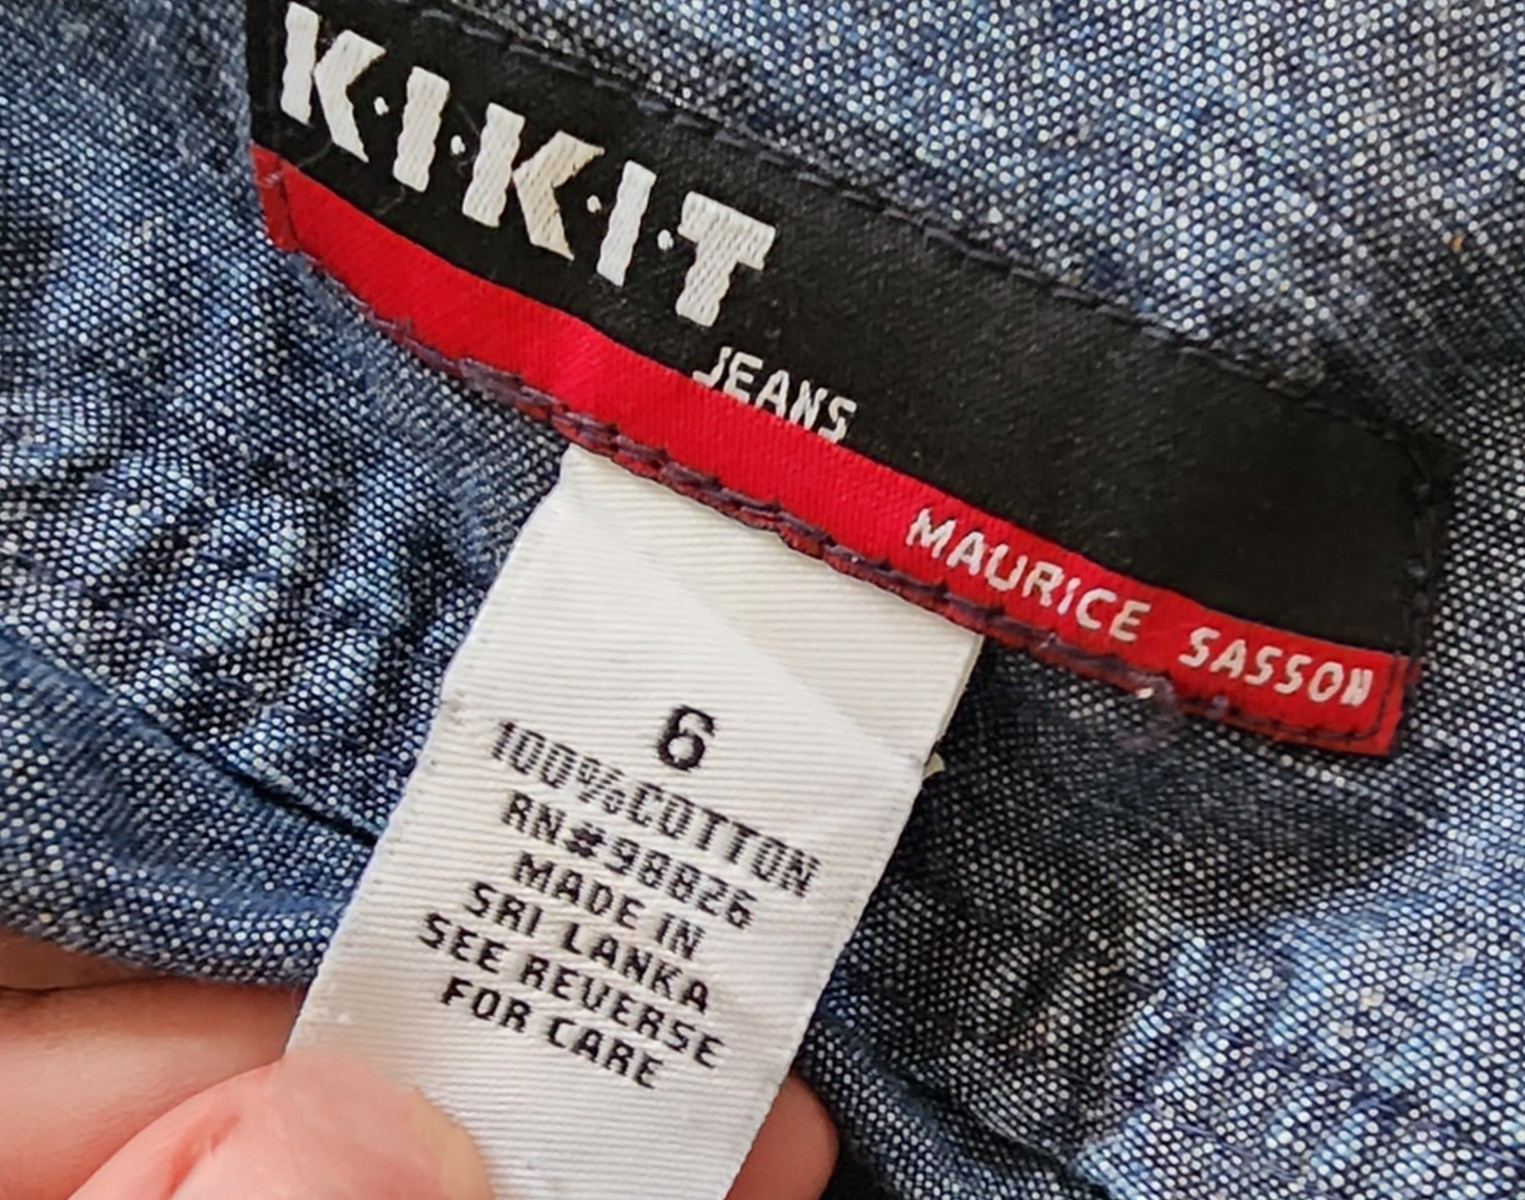 K·I·K·I·T
JEANS
MAURICE SASSON
6
100%COTTON
RN#98826
MADE IN
SRI LANKA
SEE REVERSE
FOR CARE